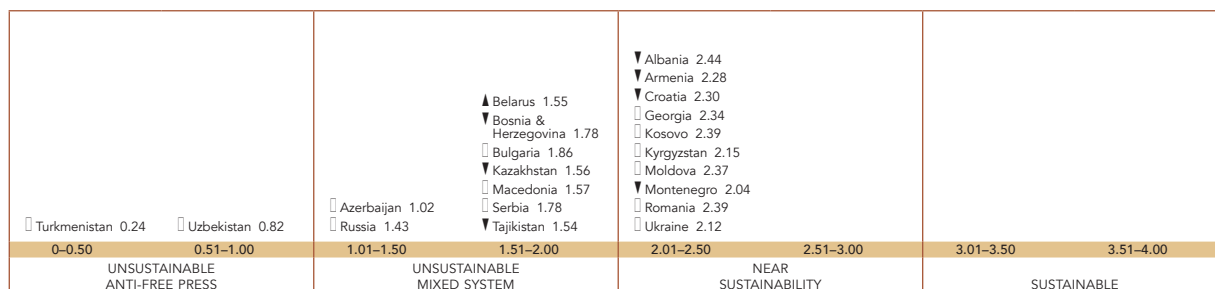 ▼ Albania 2.44
▼ Armenia 2.28
▼ Croatia 2.30
▯ Georgia 2.34
▯ Kosovo 2.39
▯ Kyrgyzstan 2.15
▯ Moldova 2.37
▼ Montenegro 2.04
▯ Romania 2.39
▯ Ukraine 2.12
▲ Belarus 1.55
▼ Bosnia &
Herzegovina 1.78
▯ Bulgaria 1.86
▼ Kazakhstan 1.56
▯ Macedonia 1.57
▯ Serbia 1.78
▼ Tajikistan 1.54
▯ Azerbaijan 1.02
▯ Russia 1.43
▯ Turkmenistan 0.24
▯ Uzbekistan 0.82
0–0.50 0.51–1.00 1.01–1.50 1.51–2.00 2.01–2.50 2.51–3.00 3.01–3.50 3.51–4.00
UNSUSTAINABLE
ANTI-FREE PRESS
UNSUSTAINABLE
MIXED SYSTEM
NEAR
SUSTAINABILITY
SUSTAINABLE